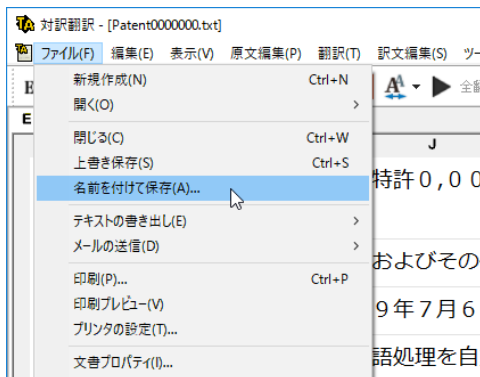 対訳翻訳 - [Patent0000000.txt]
ファイル(F) 編集(E) 表示(V) 原文編集(P) 翻訳(T) 訳文編集(S) ツー
新規作成(N) Ctrl+N
開く(O)
全
E
閉じる(C) Ctrl+W
J
上書き保存(S) Ctrl+S
名前を付けて保存(A)...
特許０,００
テキストの書き出し(E)
メールの送信(D)
およびその
印刷(P)... Ctrl+P
印刷プレビュー(V)
９年７月６
プリンタの設定(T)...
文書プロパティ(I)...
語処理を自